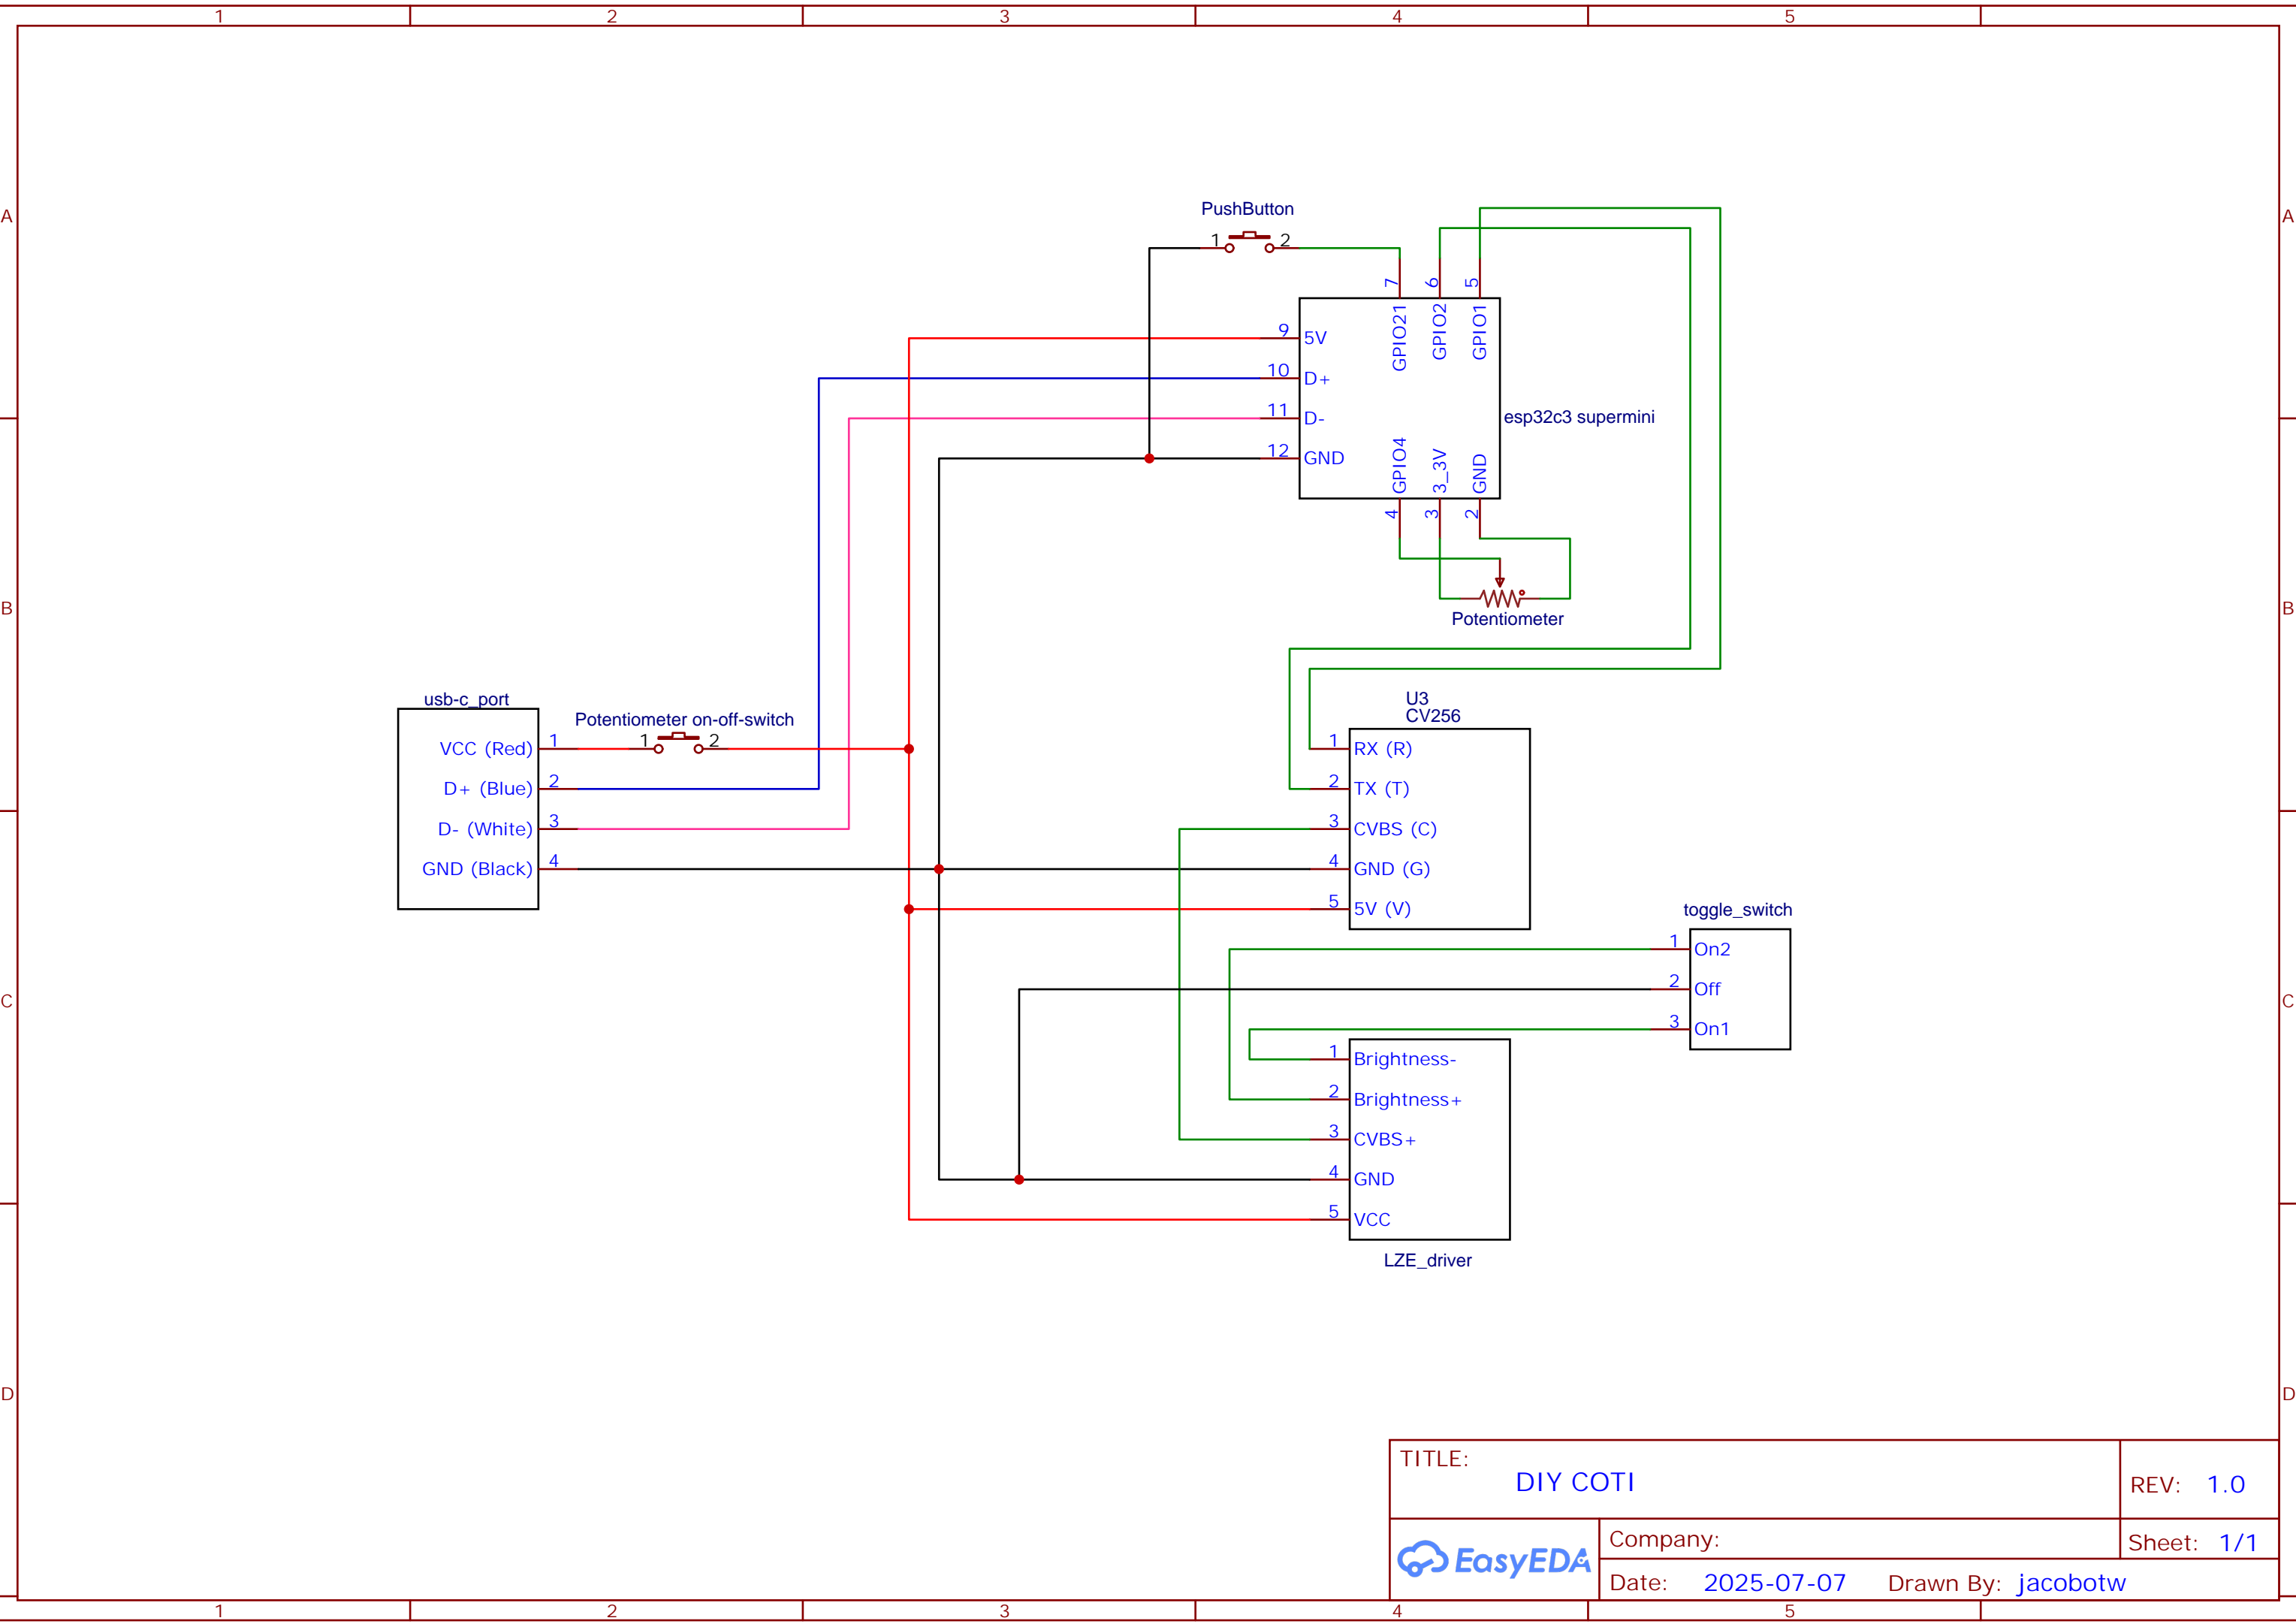 1 2 3 4 5
A A
PushButton
1 2
7 6 5
GPIO21 GPIO2 GPIO1
9 5V
10 D+
11 D-
12 GND
esp32c3 supermini
GPIO4 3_3V GND
4 3 2
Potentiometer
B B
usb-c_port
VCC (Red) 1
D+ (Blue) 2
D- (White) 3
GND (Black) 4
Potentiometer on-off-switch
1 2
U3
CV256
1 RX (R)
2 TX (T)
3 CVBS (C)
4 GND (G)
5 5V (V)
toggle_switch
1 On2
2 Off
3 On1
C C
1 Brightness-
2 Brightness+
3 CVBS+
4 GND
5 VCC
LZE_driver
D D
TITLE:
DIY COTI
REV: 1.0
EasyEDA
Company:
Sheet: 1/1
Date: 2025-07-07 Drawn By: jacobotw
1 2 3 4 5